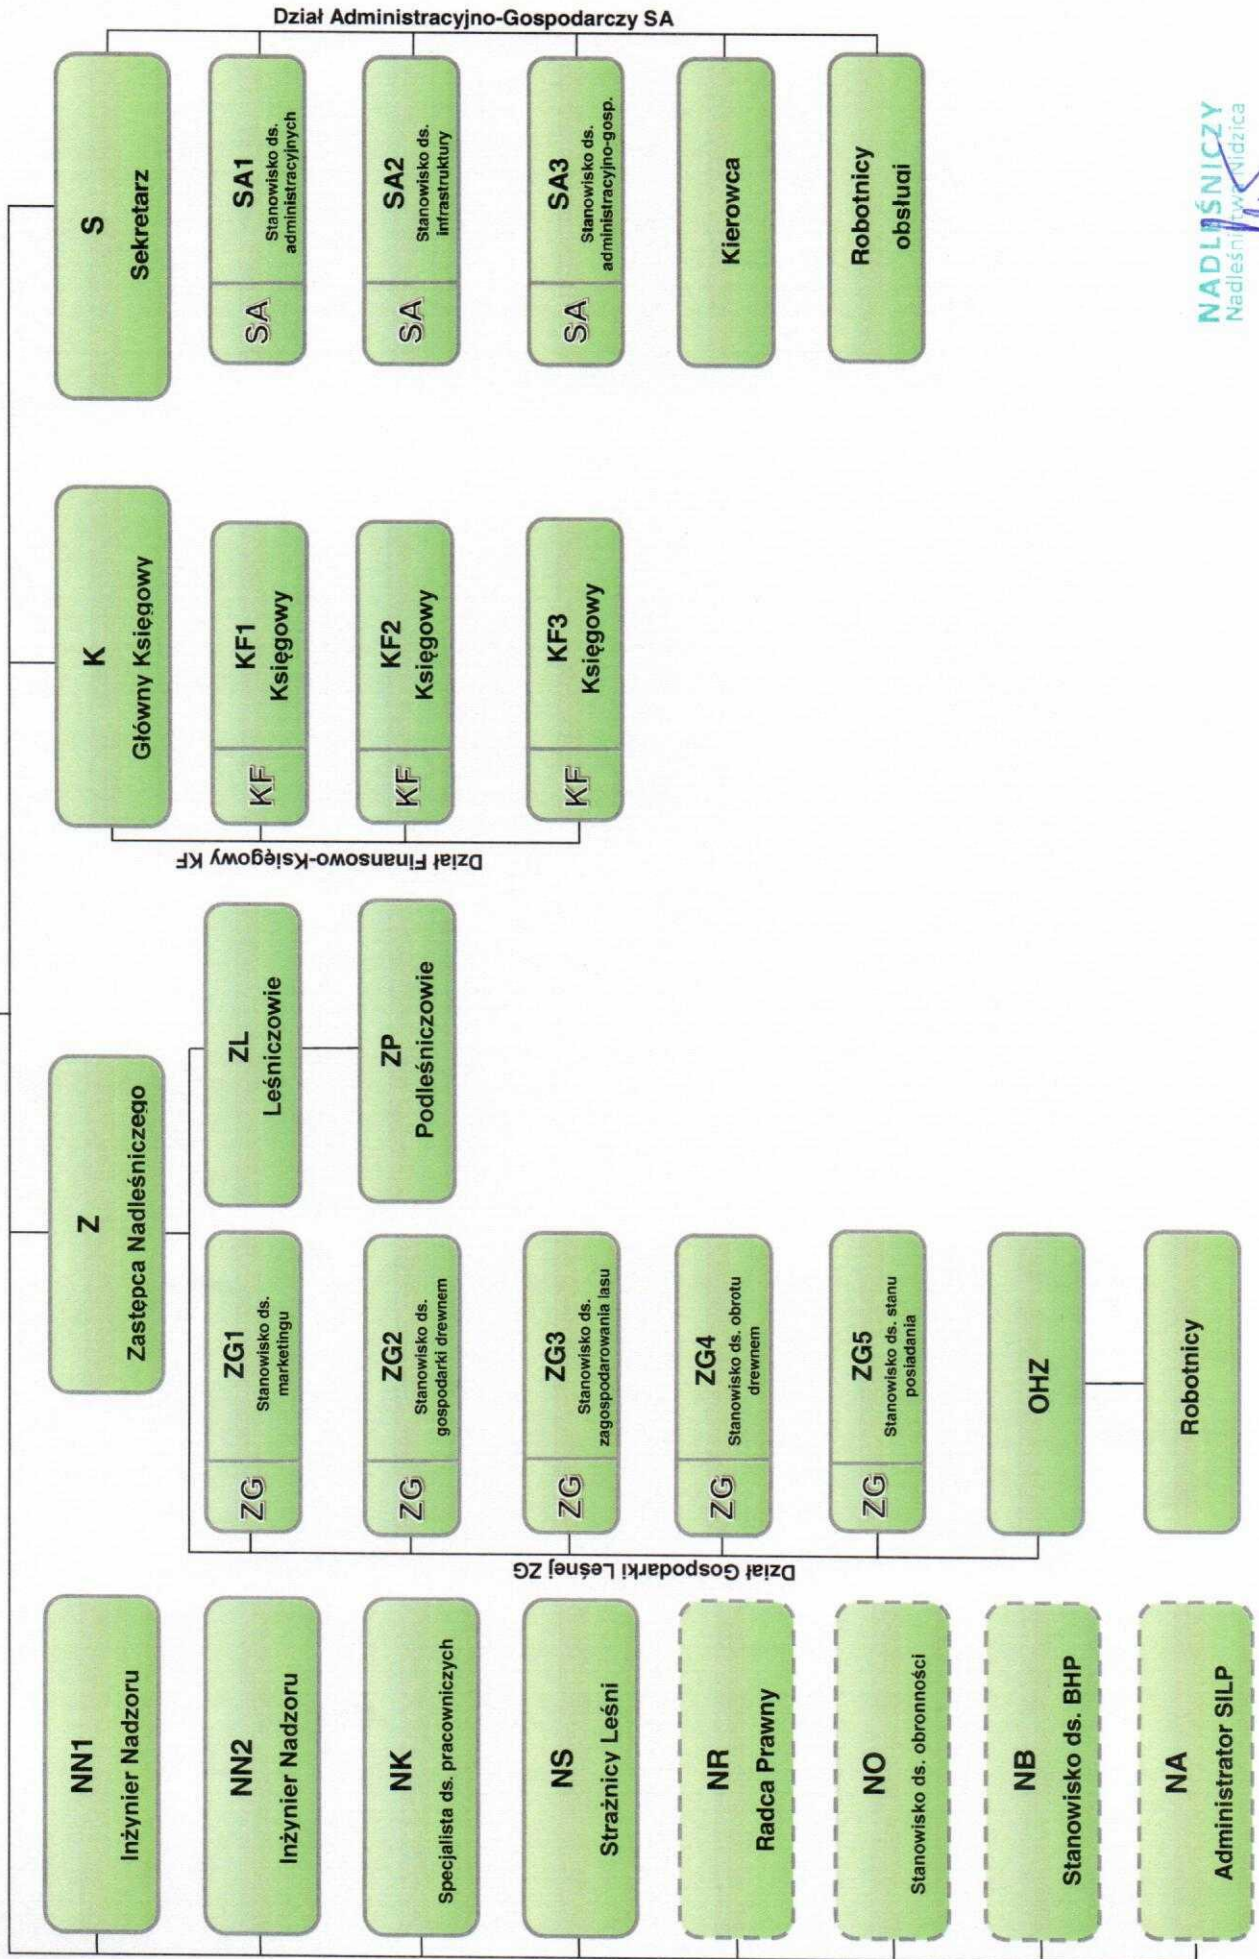 NN1
Inżynier Nadzoru
NN2
Inżynier Nadzoru
NK
Specjalista ds. pracowniczych
NS
Strażnicy Leśni
NR
Radca Prawny
NO
Stanowisko ds. obronności
NB
Stanowisko ds. BHP
NA
Administrator SILP
Z
Zastępca Nadleśniczego
Dział Gospodarki Leśnej ZG
ZG
ZG1
Stanowisko ds.
marketingu
ZG
ZG2
Stanowisko ds.
gospodarki drewnem
ZG
ZG3
Stanowisko ds.
zagospodarowania lasu
ZG
ZG4
Stanowisko ds. obrotu
drewnem
ZG
ZG5
Stanowisko ds. stanu
posiadania
OHZ
Robotnicy
ZL
Leśniczowie
ZP
Podleśniczowie
K
Główny Księgowy
Dział Finansowo-Księgowy KF
KF
KF1
Księgowy
KF
KF2
Księgowy
KF
KF3
Księgowy
S
Sekretarz
Dział Administracyjno-Gospodarczy SA
SA
SA1
Stanowisko ds.
administracyjnych
SA
SA2
Stanowisko ds.
infrastruktury
SA
SA3
Stanowisko ds.
administracyjno-gosp.
Kierowca
Robotnicy
obsługi
NADLEŚNICZY
Nadleśnictwa Nidzica